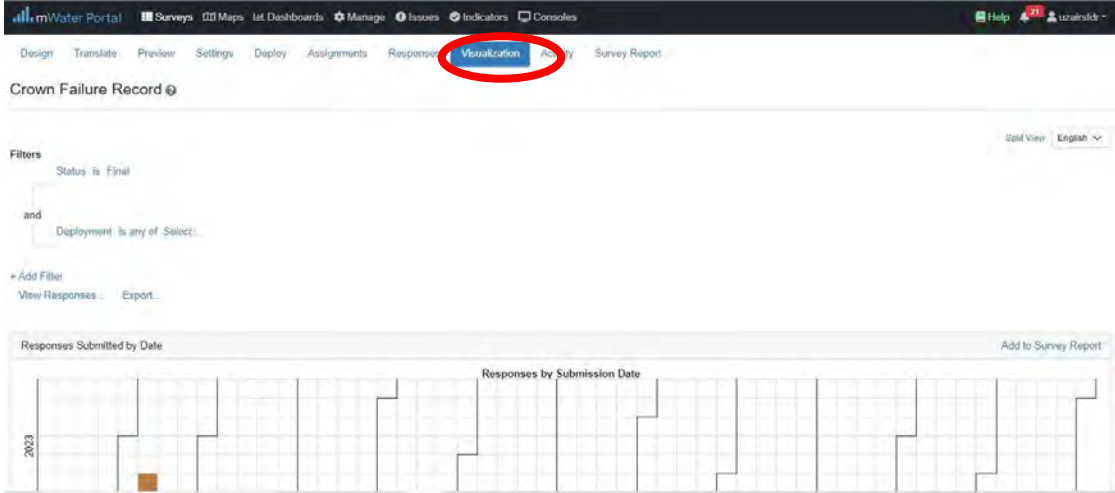 mWater Portal Surveys Maps Dashboards Manage Issues Indicators Consoles Help 21 uzairsldr
Design Translate Preview Settings Deploy Assignments Responses Visualization Activity Survey Report
Crown Failure Record
Split View English
Filters
Status is Final
and
Deployment is any of Select...
+ Add Filter
View Responses... Export...
Responses Submitted by Date Add to Survey Report
Responses by Submission Date
2023